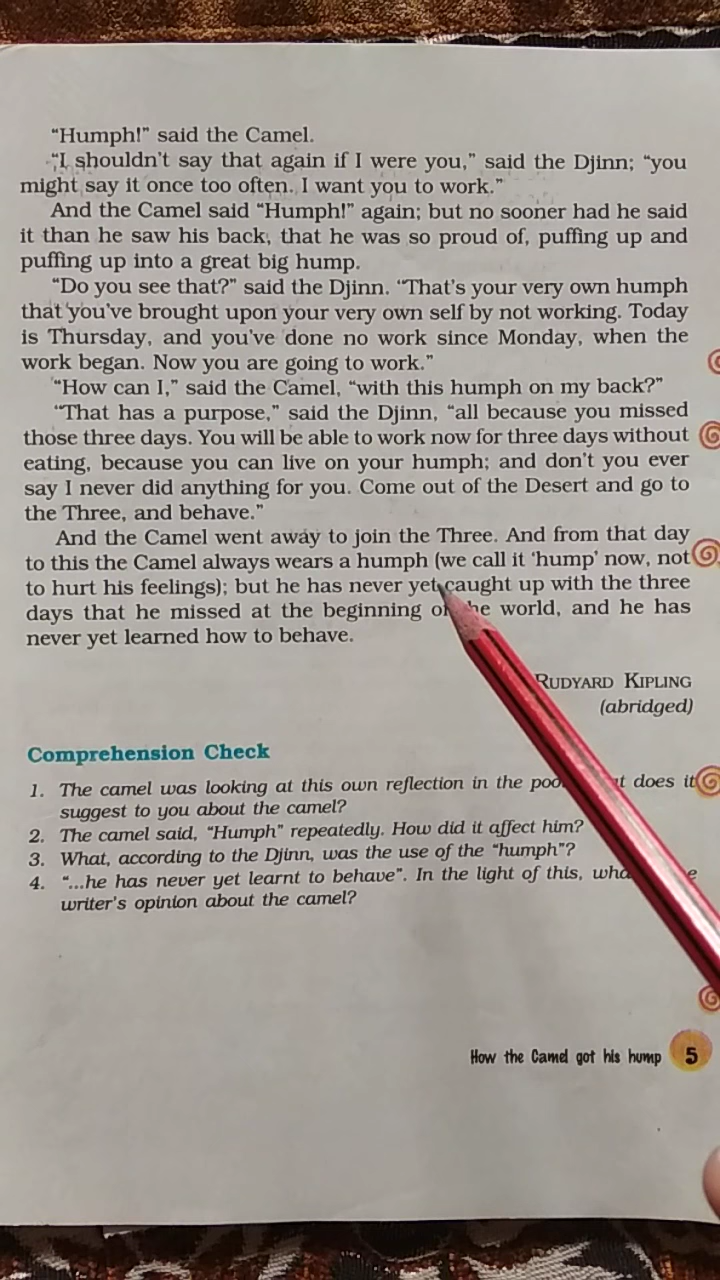 “Humph!” said the Camel.
“I shouldn’t say that again if I were you,” said the Djinn; “you
might say it once too often. I want you to work.”
And the Camel said “Humph!” again; but no sooner had he said
it than he saw his back, that he was so proud of, puffing up and
puffing up into a great big hump.
“Do you see that?” said the Djinn. “That’s your very own humph
that you’ve brought upon your very own self by not working. Today
is Thursday, and you’ve done no work since Monday, when the
work began. Now you are going to work.”
“How can I,” said the Camel, “with this humph on my back?”
“That has a purpose,” said the Djinn, “all because you missed
those three days. You will be able to work now for three days without
eating, because you can live on your humph; and don’t you ever
say I never did anything for you. Come out of the Desert and go to
the Three, and behave.”
And the Camel went away to join the Three. And from that day
to this the Camel always wears a humph (we call it ‘hump’ now, not
to hurt his feelings); but he has never yet caught up with the three
days that he missed at the beginning world, and he has
never yet learned how to behave.
RUDYARD KIPLING
(abridged)
Comprehension Check
1. The camel was looking at this own reflection in the does it
suggest to you about the camel?
2. The camel said, “Humph” repeatedly. How did it affect him?
3. What, according to the Djinn, was the use of the “humph”?
4. “...he has never yet learnt to behave”. In the light of this,
writer’s opinion about the camel?
How the Camel got his hump 5